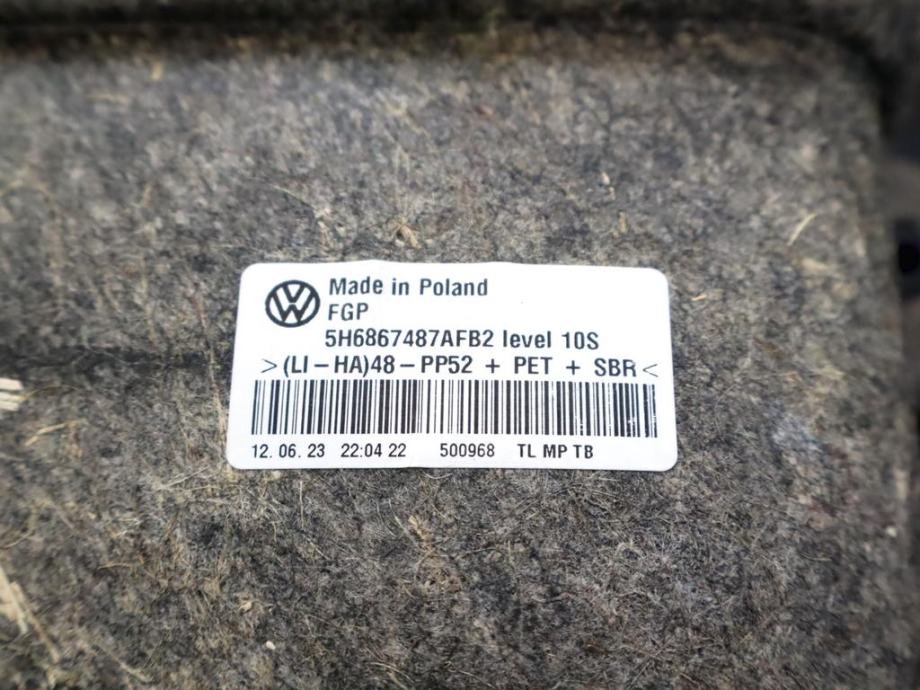 Made in Poland
FGP
5H6867487AFB2 level 10S
>(LI-HA)48-PP52 + PET + SBR<
12. 06. 23 22:04 22 500968 TL MP TB